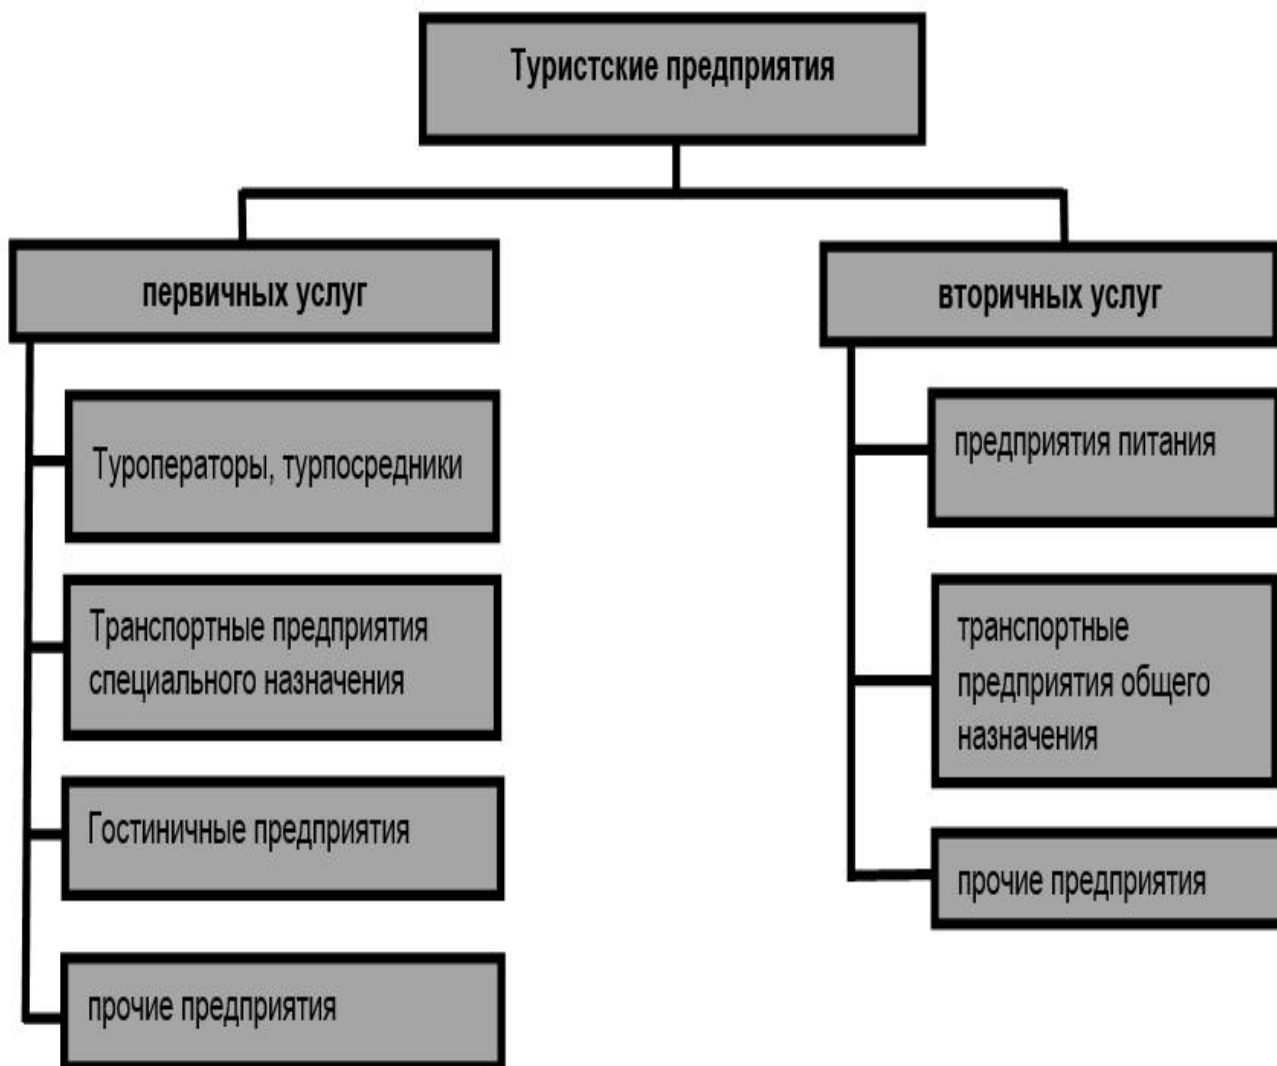 Туристские предприятия
первичных услуг
Туроператоры, турпосредники
Транспортные предприятия
специального назначения
Гостиничные предприятия
прочие предприятия
вторичных услуг
предприятия питания
транспортные
предприятия общего
назначения
прочие предприятия